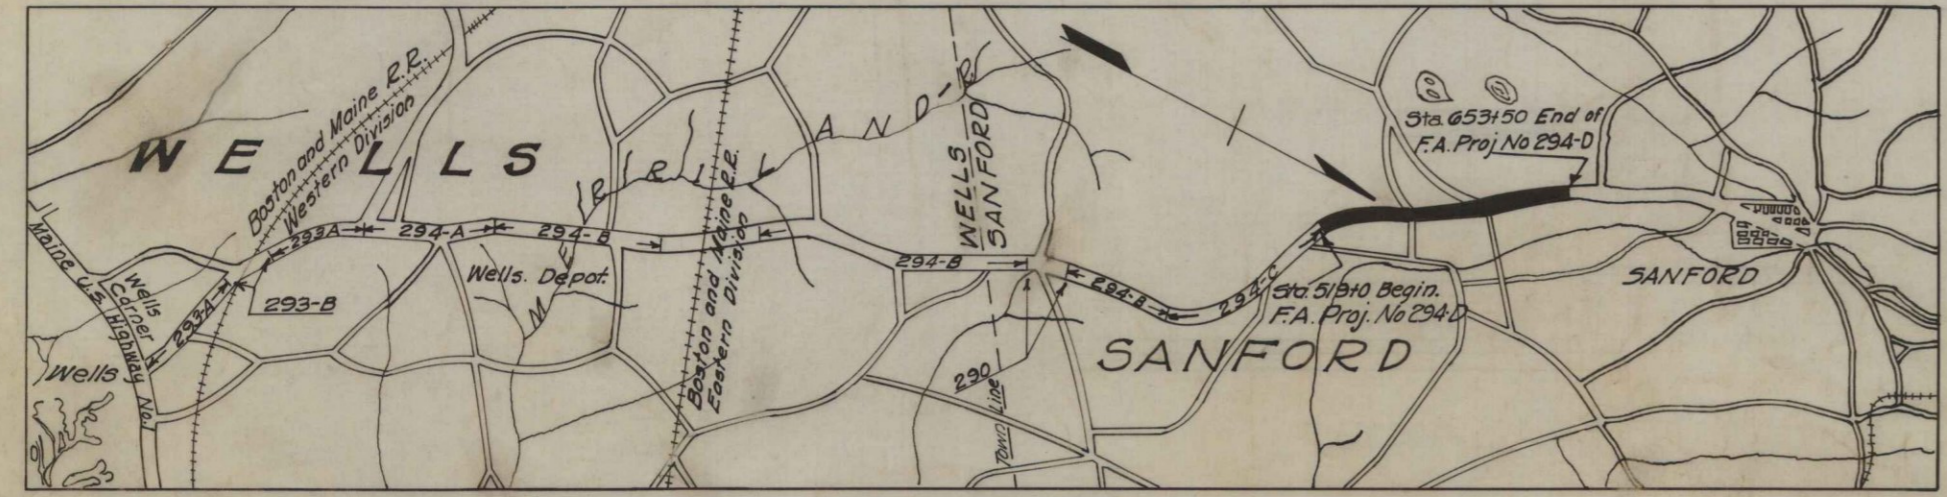 WELLS
Boston and Maine R.R.
Western Division
Maine U.S. Highway No. 1
Wells
Corner
Wells
293-A
293-B
293A
294-A
294-B
Wells. Depot.
MERRILAND-R.
Boston and Maine R.R.
Eastern Division
294-B
WELLS
SANFORD
290
Town Line
294-B
294-C
SANFORD
Sta. 519+0 Begin.
F.A. Proj. No 294-D
Sta. 653+50 End of
F.A. Proj No 294-D
SANFORD